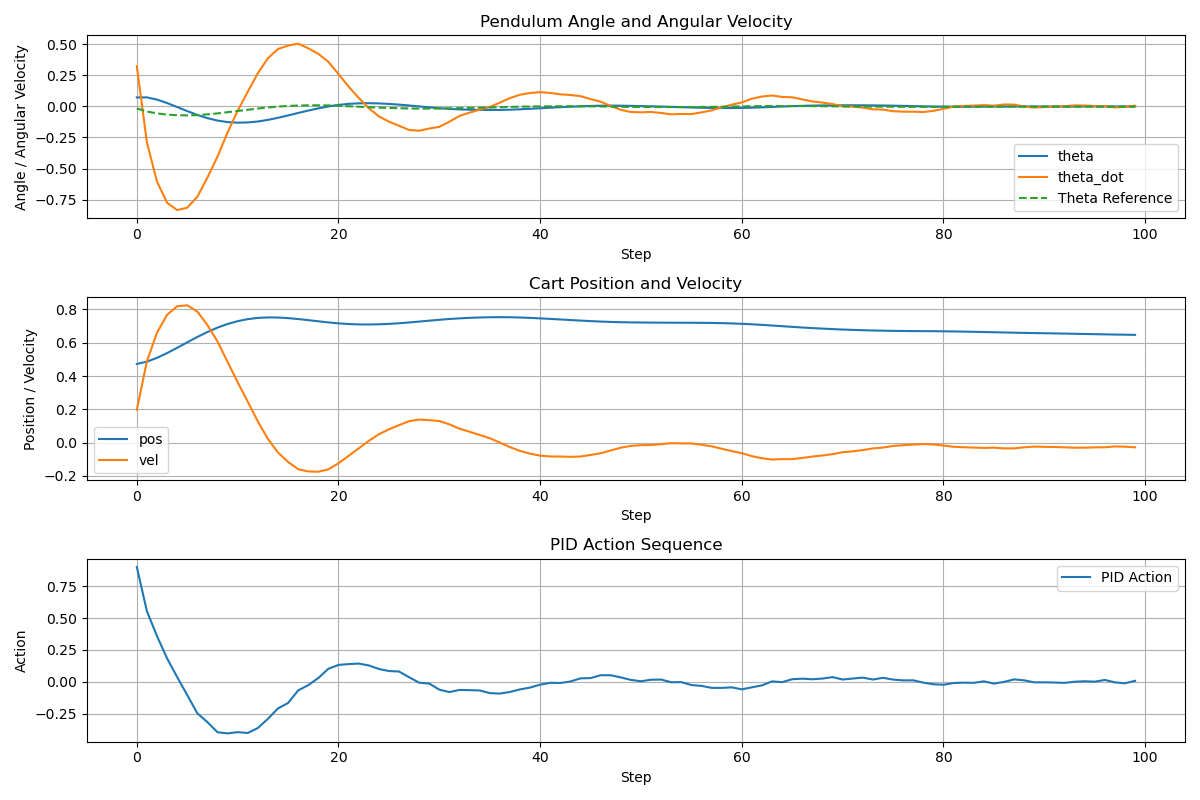 Pendulum Angle and Angular Velocity
Angle / Angular Velocity
0.50
0.25
0.00
−0.25
−0.50
−0.75
theta
theta_dot
Theta Reference
0 20 40 60 80 100
Step
Cart Position and Velocity
Position / Velocity
0.8
0.6
0.4
0.2
0.0
−0.2
pos
vel
0 20 40 60 80 100
Step
PID Action Sequence
Action
0.75
0.50
0.25
0.00
−0.25
PID Action
0 20 40 60 80 100
Step